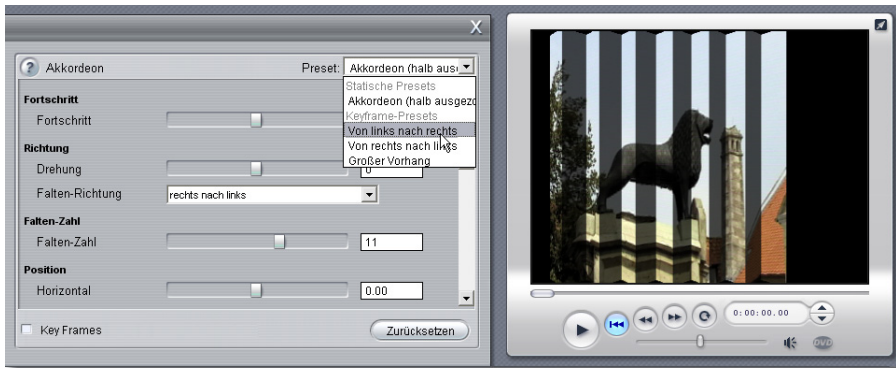 X
? Akkordeon Preset: Akkordeon (halb aus
Statische Presets
Akkordeon (halb ausgezo
Keyframe-Presets
Von links nach rechts
Von rechts nach links
Großer Vorhang
Fortschritt
Fortschritt
Richtung
Drehung 0
Falten-Richtung rechts nach links
Falten-Zahl
Falten-Zahl 11
Position
Horizontal 0.00
Key Frames Zurücksetzen
0:00:00.00
DVD